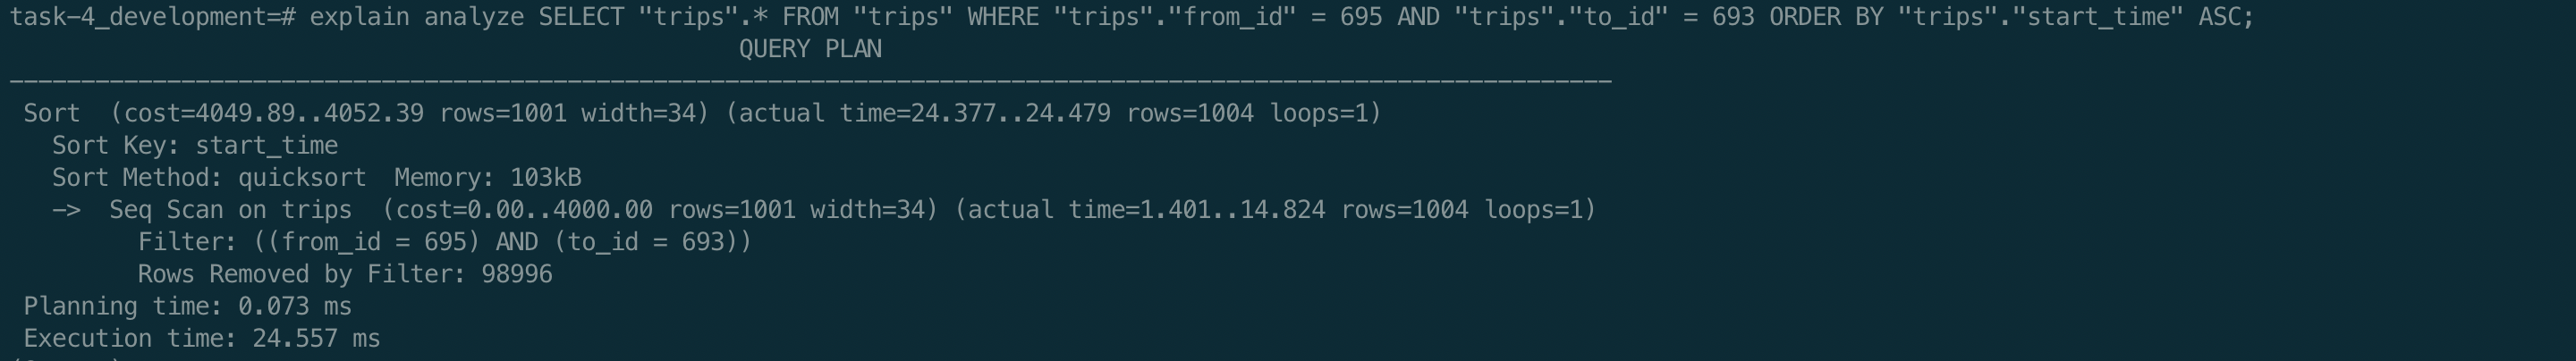 task-4_development=# explain analyze SELECT "trips".* FROM "trips" WHERE "trips"."from_id" = 695 AND "trips"."to_id" = 693 ORDER BY "trips"."start_time" ASC;
QUERY PLAN
Sort  (cost=4049.89..4052.39 rows=1001 width=34) (actual time=24.377..24.479 rows=1004 loops=1)
Sort Key: start_time
Sort Method: quicksort  Memory: 103kB
->  Seq Scan on trips  (cost=0.00..4000.00 rows=1001 width=34) (actual time=1.401..14.824 rows=1004 loops=1)
Filter: ((from_id = 695) AND (to_id = 693))
Rows Removed by Filter: 98996
Planning time: 0.073 ms
Execution time: 24.557 ms